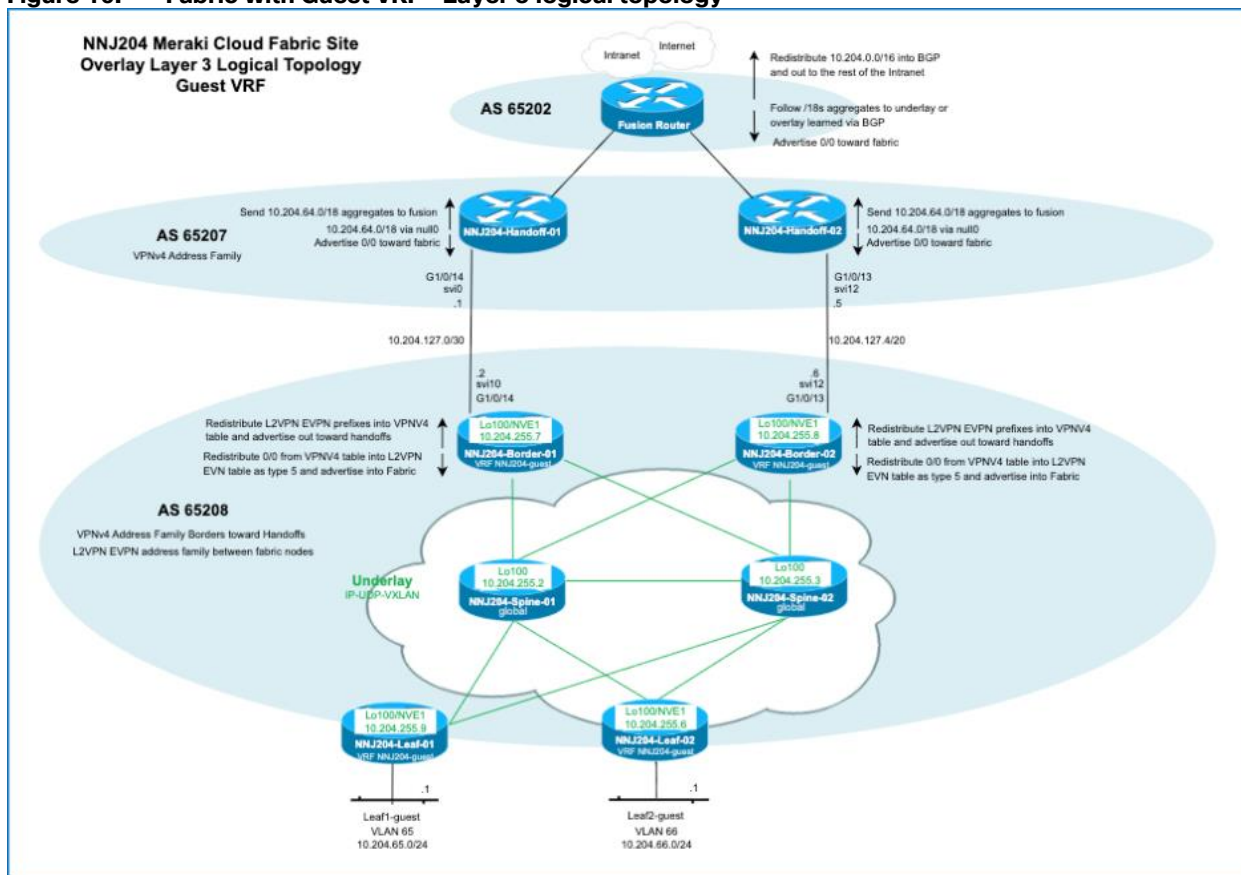 Figure 10. Fabric with Guest VRF – Layer 3 logical topology
NNJ204 Meraki Cloud Fabric Site
Overlay Layer 3 Logical Topology
Guest VRF
Intranet
Internet
Redistribute 10.204.0.0/16 into BGP
and out to the rest of the Intranet
AS 65202
Fusion Router
Follow /18s aggregates to underlay or
overlay learned via BGP
Advertise 0/0 toward fabric
Send 10.204.64.0/18 aggregates to fusion
10.204.64.0/18 via null0
Advertise 0/0 toward fabric
NNJ204-Handoff-01
NNJ204-Handoff-02
Send 10.204.64.0/18 aggregates to fusion
10.204.64.0/18 via null0
Advertise 0/0 toward fabric
AS 65207
VPNv4 Address Family
G1/0/14
svi0
.1
G1/0/13
svi12
.5
10.204.127.0/30
10.204.127.4/20
.2
svi10
G1/0/14
.6
svi12
G1/0/13
Redistribute L2VPN EVPN prefixes into VPNV4
table and advertise out toward handoffs
Redistribute 0/0 from VPNV4 table into L2VPN
EVN table as type 5 and advertise into Fabric
Lo100/NVE1
10.204.255.7
NNJ204-Border-01
VRF NNJ204-guest
Lo100/NVE1
10.204.255.8
NNJ204-Border-02
VRF NNJ204-guest
Redistribute L2VPN EVPN prefixes into VPNV4
table and advertise out toward handoffs
Redistribute 0/0 from VPNV4 table into L2VPN
EVN table as type 5 and advertise into Fabric
AS 65208
VPNv4 Address Family Borders toward Handoffs
L2VPN EVPN address family between fabric nodes
Underlay
IP-UDP-VXLAN
Lo100
10.204.255.2
NNJ204-Spine-01
global
Lo100
10.204.255.3
NNJ204-Spine-02
global
Lo100/NVE1
10.204.255.9
NNJ204-Leaf-01
VRF NNJ204-guest
Lo100/NVE1
10.204.255.6
NNJ204-Leaf-02
VRF NNJ204-guest
.1
.1
Leaf1-guest
VLAN 65
10.204.65.0/24
Leaf2-guest
VLAN 66
10.204.66.0/24